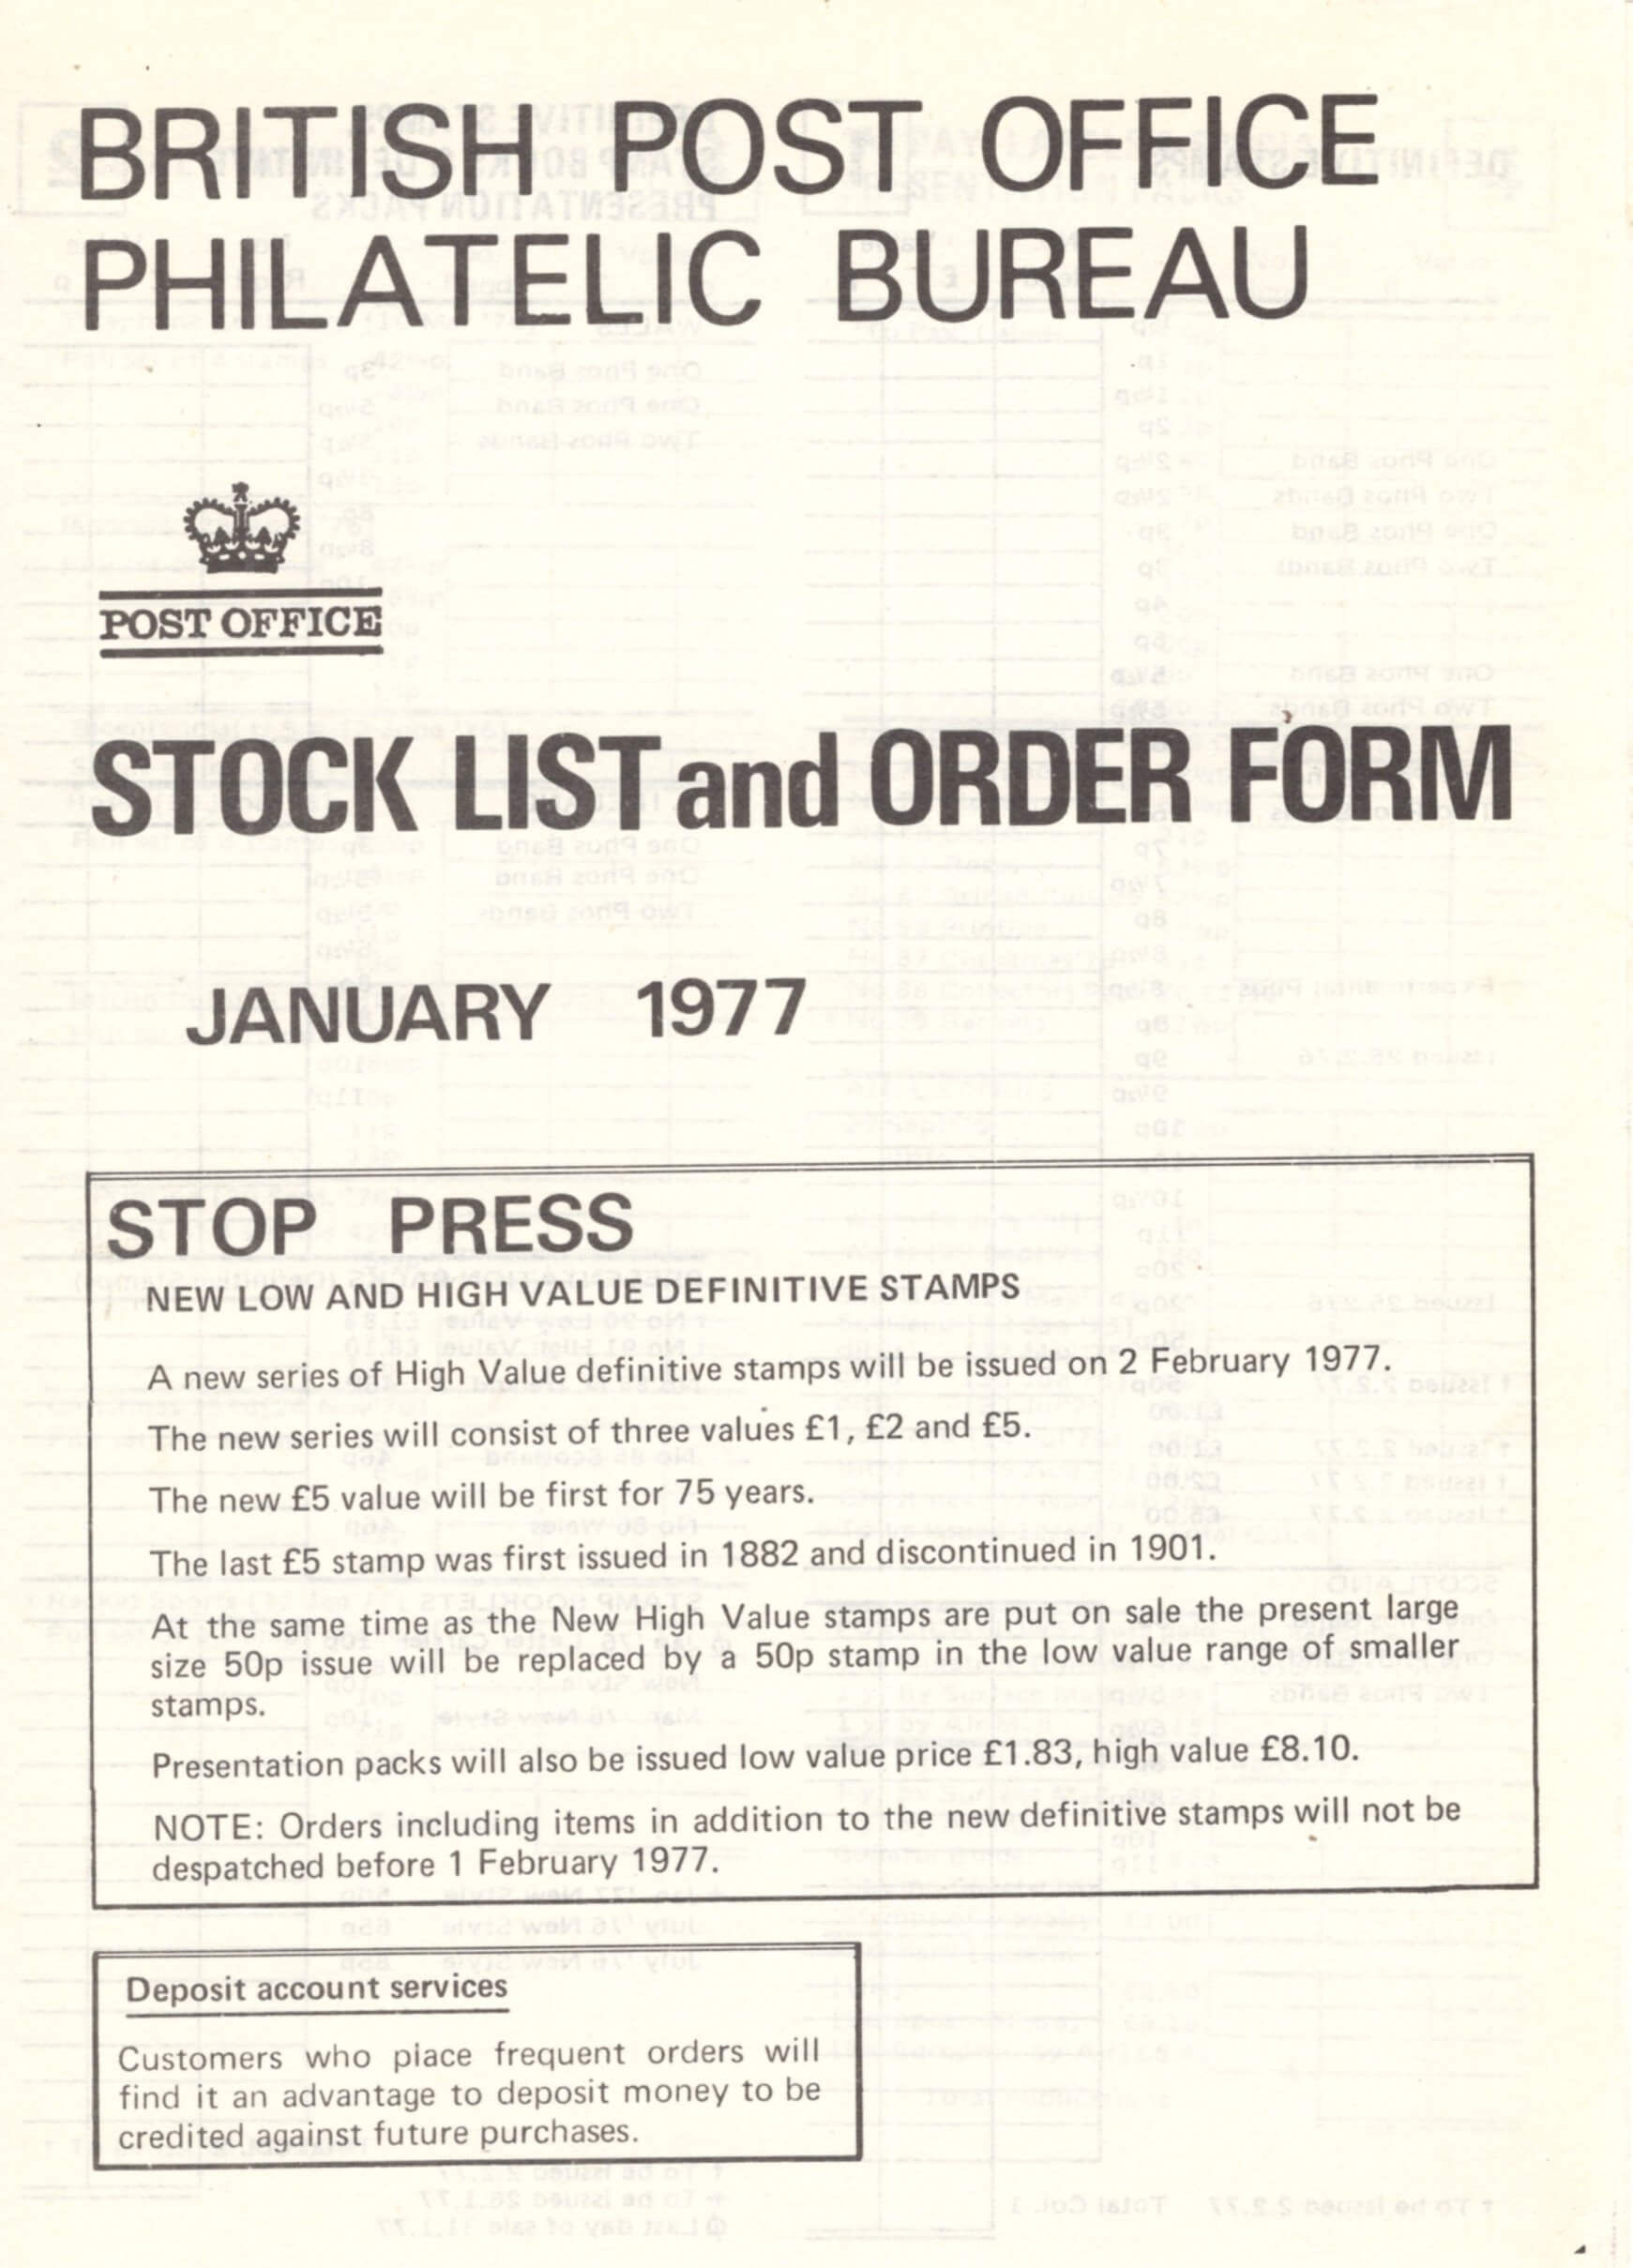 BRITISH POST OFFICE
PHILATELIC BUREAU
POST OFFICE
STOCK LIST and ORDER FORM
JANUARY 1977
STOP PRESS
NEW LOW AND HIGH VALUE DEFINITIVE STAMPS
A new series of High Value definitive stamps will be issued on 2 February 1977.
The new series will consist of three values £1, £2 and £5.
The new £5 value will be first for 75 years.
The last £5 stamp was first issued in 1882 and discontinued in 1901.
At the same time as the New High Value stamps are put on sale the present large
size 50p issue will be replaced by a 50p stamp in the low value range of smaller
stamps.
Presentation packs will also be issued low value price £1.83, high value £8.10.
NOTE: Orders including items in addition to the new definitive stamps will not be
despatched before 1 February 1977.
Deposit account services
Customers who place frequent orders will
find it an advantage to deposit money to be
credited against future purchases.